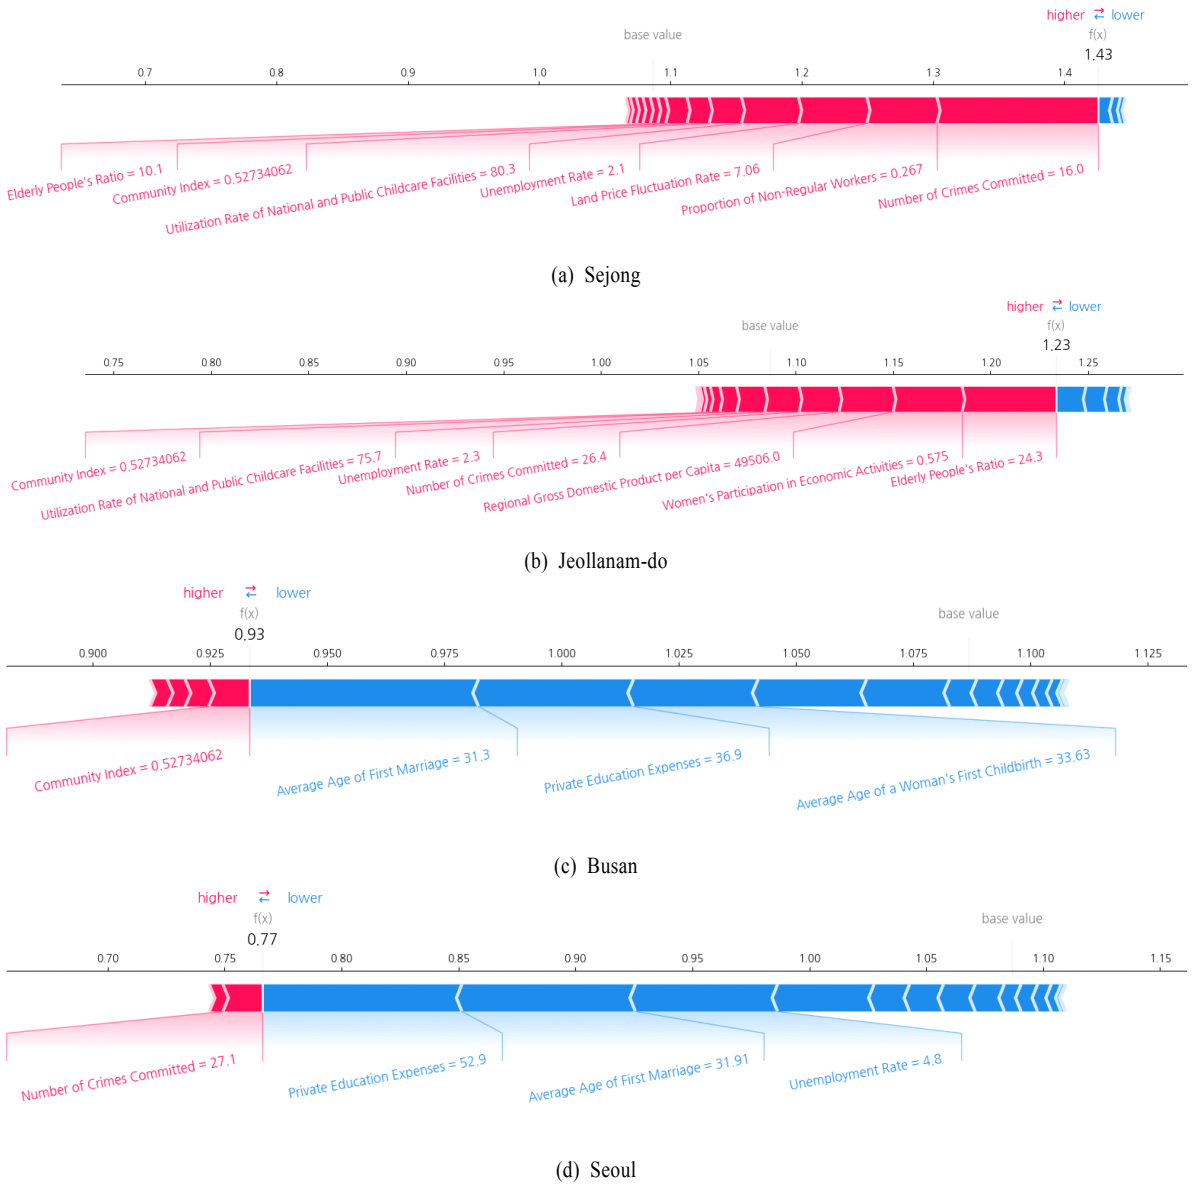 higher ⇄ lower
base value
f(x)
1.43
0.7 0.8 0.9 1.0 1.1 1.2 1.3 1.4
Elderly People's Ratio = 10.1
Community Index = 0.52734062
Utilization Rate of National and Public Childcare Facilities = 80.3
Unemployment Rate = 2.1
Land Price Fluctuation Rate = 7.06
Proportion of Non-Regular Workers = 0.267
Number of Crimes Committed = 16.0
(a) Sejong
higher ⇄ lower
base value
f(x)
1.23
0.75 0.80 0.85 0.90 0.95 1.00 1.05 1.10 1.15 1.20 1.25
Community Index = 0.52734062
Utilization Rate of National and Public Childcare Facilities = 75.7
Unemployment Rate = 2.3
Number of Crimes Committed = 26.4
Regional Gross Domestic Product per Capita = 49506.0
Women's Participation in Economic Activities = 0.575
Elderly People's Ratio = 24.3
(b) Jeollanam-do
higher ⇄ lower
f(x)
base value
0.93
0.900 0.925 0.950 0.975 1.000 1.025 1.050 1.075 1.100 1.125
Community Index = 0.52734062
Average Age of First Marriage = 31.3
Private Education Expenses = 36.9
Average Age of a Woman's First Childbirth = 33.63
(c) Busan
higher ⇄ lower
f(x)
base value
0.77
0.70 0.75 0.80 0.85 0.90 0.95 1.00 1.05 1.10 1.15
Number of Crimes Committed = 27.1
Private Education Expenses = 52.9
Average Age of First Marriage = 31.91
Unemployment Rate = 4.8
(d) Seoul